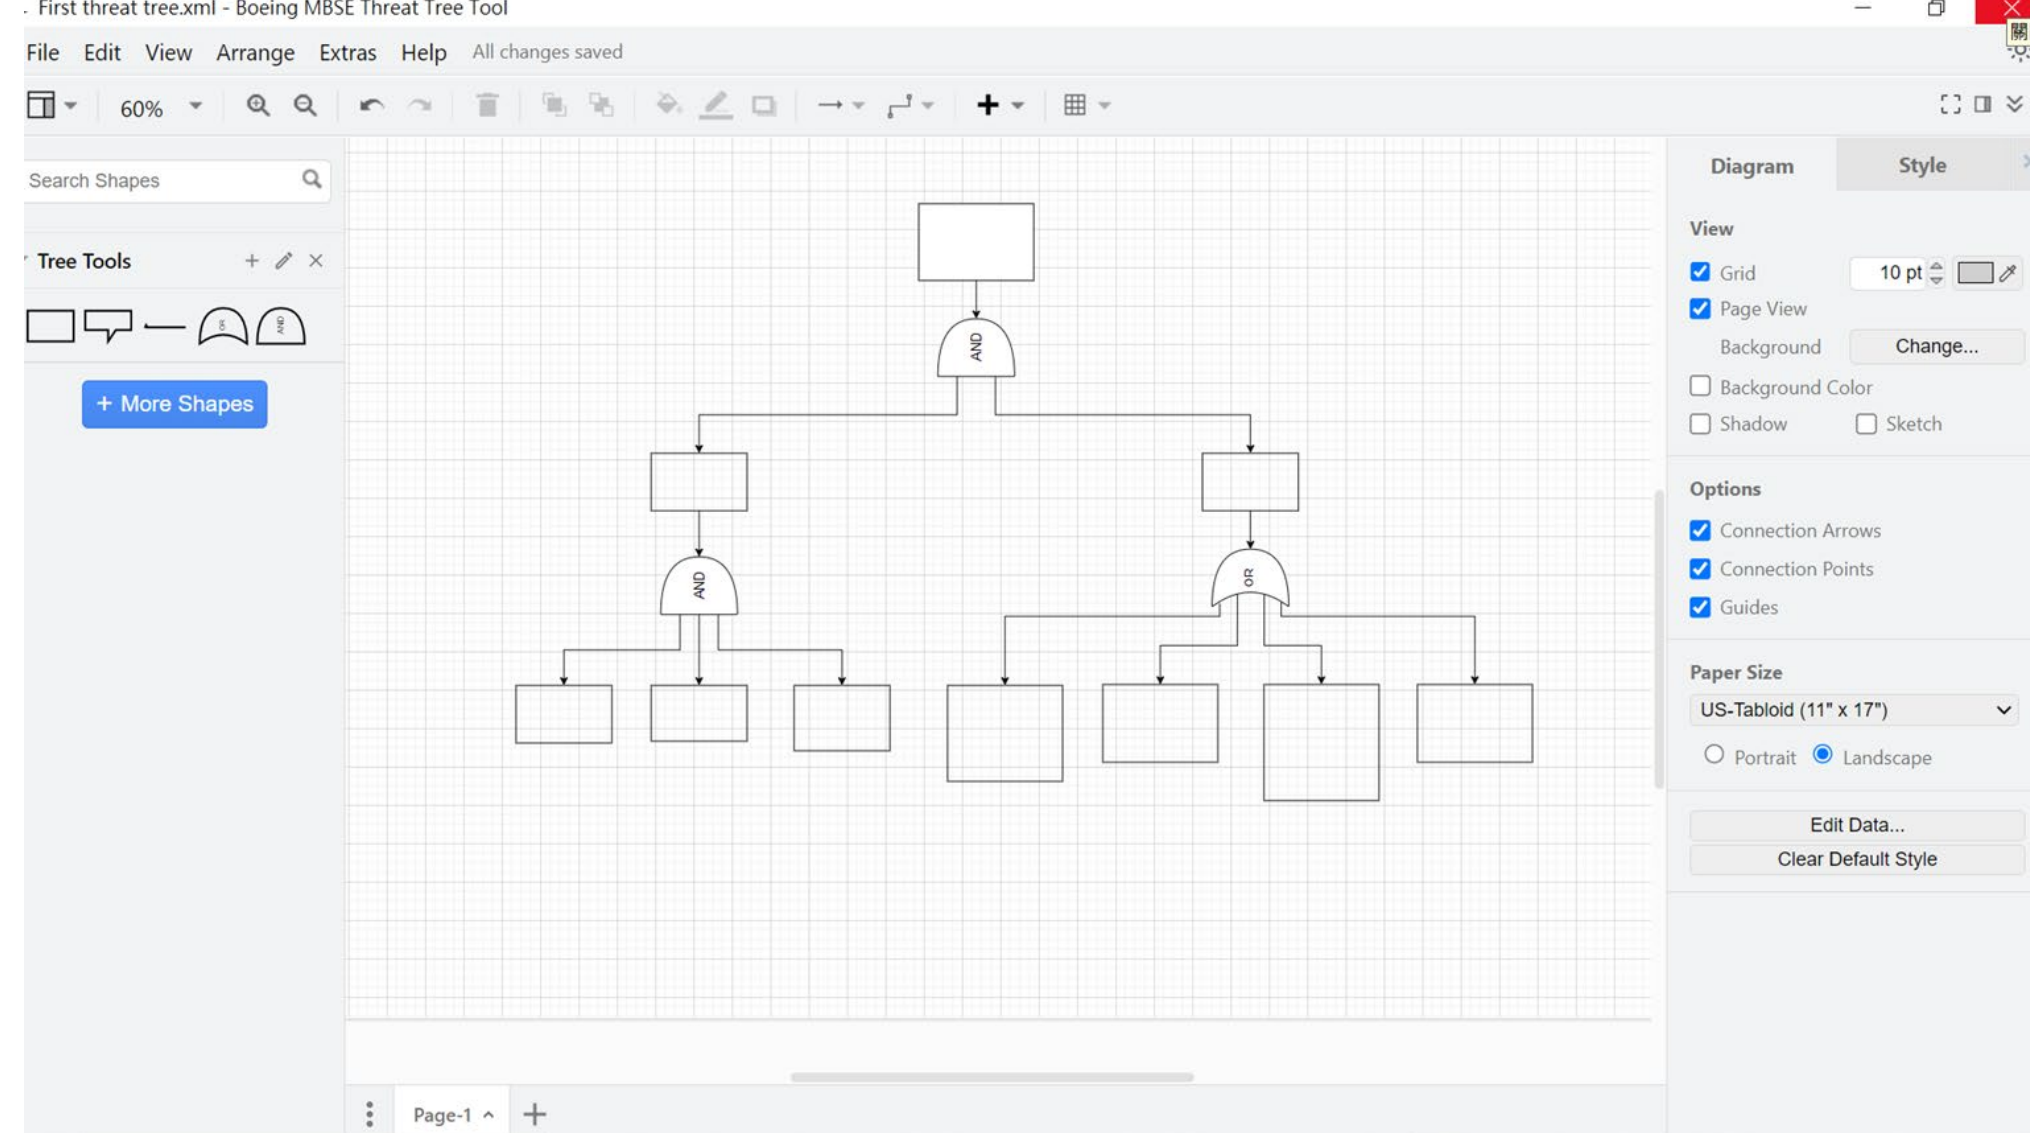 First threat tree.xml - Boeing MBSE Threat Tree Tool
關
File Edit View Arrange Extras Help All changes saved
60%
Search Shapes
Tree Tools
OR AND
+ More Shapes
AND
AND
OR
Diagram Style
View
Grid 10 pt
Page View
Background Change...
Background Color
Shadow Sketch
Options
Connection Arrows
Connection Points
Guides
Paper Size
US-Tabloid (11" x 17")
Portrait Landscape
Edit Data...
Clear Default Style
Page-1